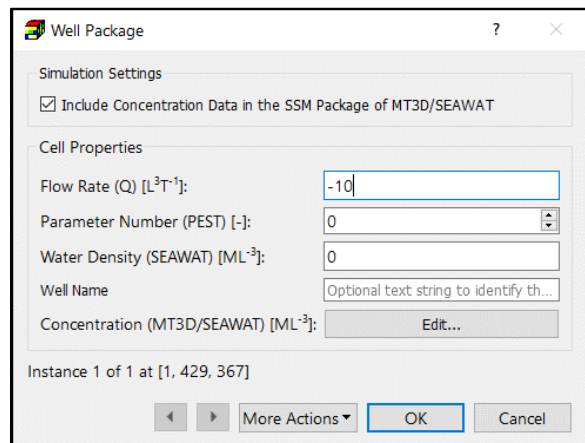 Well Package
?
Simulation Settings
Include Concentration Data in the SSM Package of MT3D/SEAWAT
Cell Properties
Flow Rate (Q) [L³T⁻¹]: -10
Parameter Number (PEST) [-]: 0
Water Density (SEAWAT) [ML⁻³]: 0
Well Name Optional text string to identify th...
Concentration (MT3D/SEAWAT) [ML⁻³]: Edit...
Instance 1 of 1 at [1, 429, 367]
More Actions OK Cancel